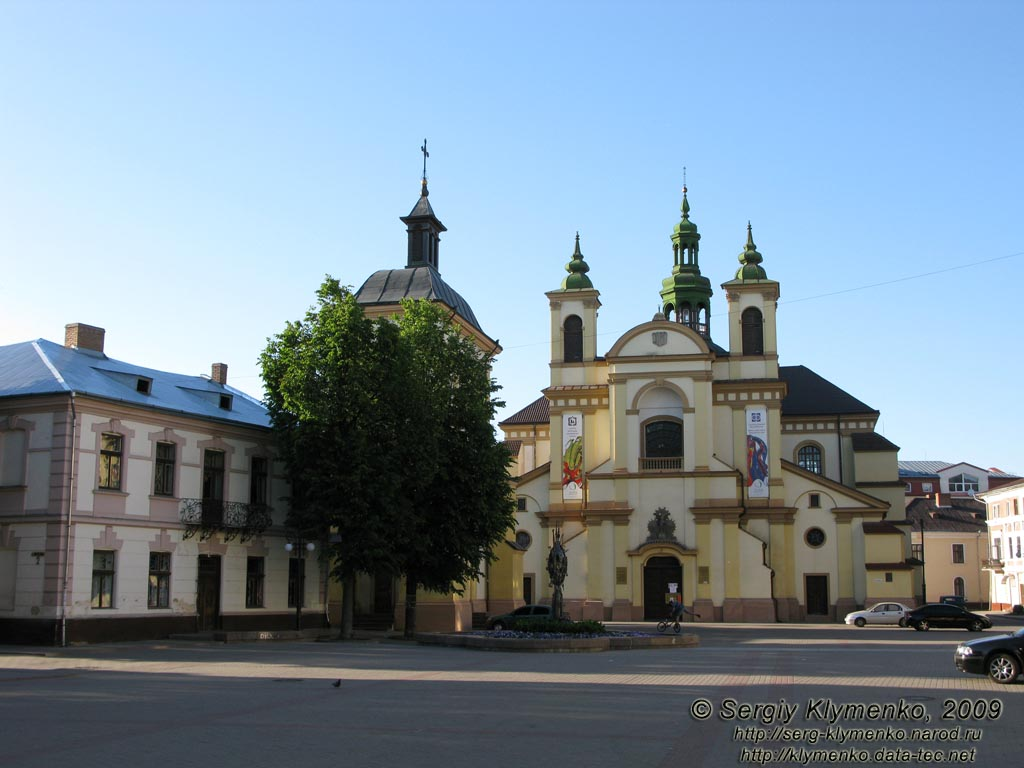 © Sergiy Klymenko, 2009
http://serg-klymenko.narod.ru
http://klymenko.data-tec.net